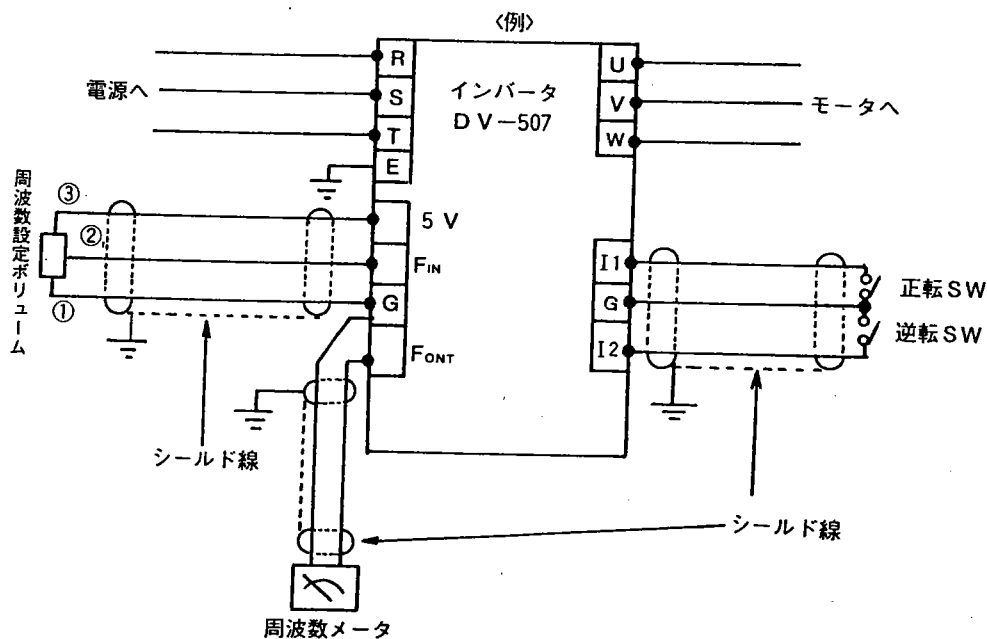 〈例〉
R
S
T
E
電源へ
インバータ
DV-507
U
V
W
モータへ
周波数設定ボリューム
③
②
①
5 V
FIN
G
FONT
I1
G
I2
正転SW
逆転SW
シールド線
シールド線
周波数メータ